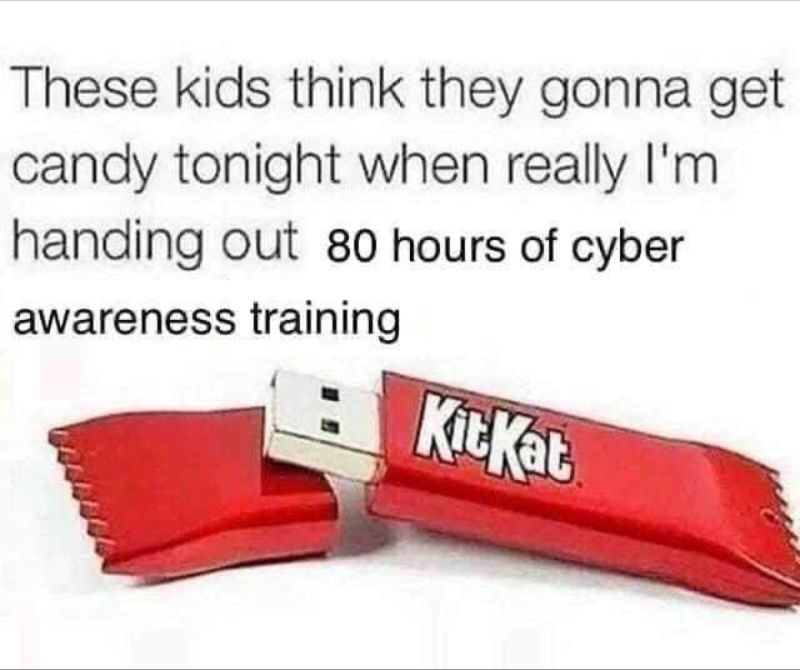 These kids think they gonna get
candy tonight when really I'm
handing out 80 hours of cyber
awareness training
KitKat